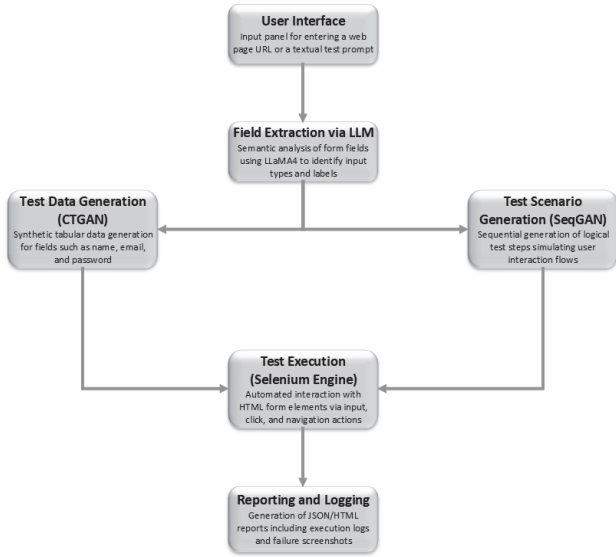 User Interface
Input panel for entering a web
page URL or a textual test prompt
Field Extraction via LLM
Semantic analysis of form fields
using LLaMA4 to identify input
types and labels
Test Data Generation
(CTGAN)
Synthetic tabular data generation
for fields such as name, email,
and password
Test Scenario
Generation (SeqGAN)
Sequential generation of logical
test steps simulating user
interaction flows
Test Execution
(Selenium Engine)
Automated interaction with
HTML form elements via input,
click, and navigation actions
Reporting and Logging
Generation of JSON/HTML
reports including execution logs
and failure screenshots